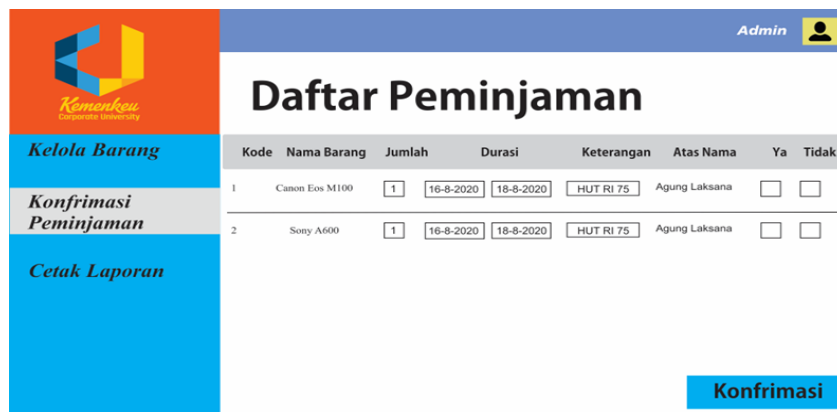 Admin
Kemenkeu
Corporate University
Daftar Peminjaman
Kelola Barang
Konfrimasi
Peminjaman
Cetak Laporan
Kode Nama Barang Jumlah Durasi Keterangan Atas Nama Ya Tidak
1 Canon Eos M100 1 16-8-2020 18-8-2020 HUT RI 75 Agung Laksana
2 Sony A600 1 16-8-2020 18-8-2020 HUT RI 75 Agung Laksana
Konfrimasi